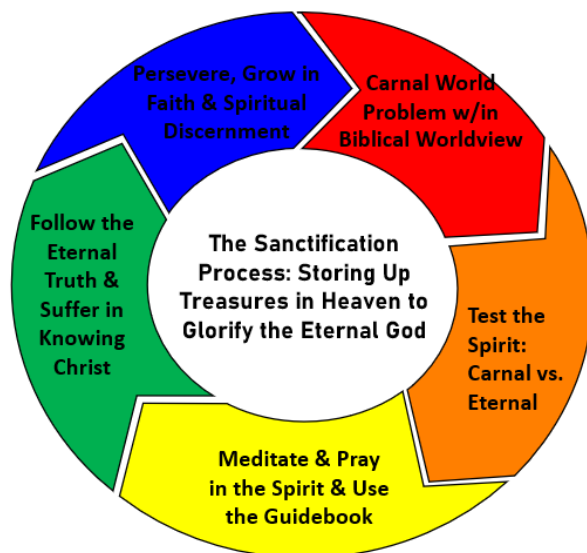 Persevere, Grow in
Faith & Spiritual
Discernment
Carnal World
Problem w/in
Biblical Worldview
Test the
Spirit:
Carnal vs.
Eternal
Meditate & Pray
in the Spirit & Use
the Guidebook
Follow the
Eternal
Truth &
Suffer in
Knowing
Christ
The Sanctification
Process: Storing Up
Treasures in Heaven to
Glorify the Eternal God